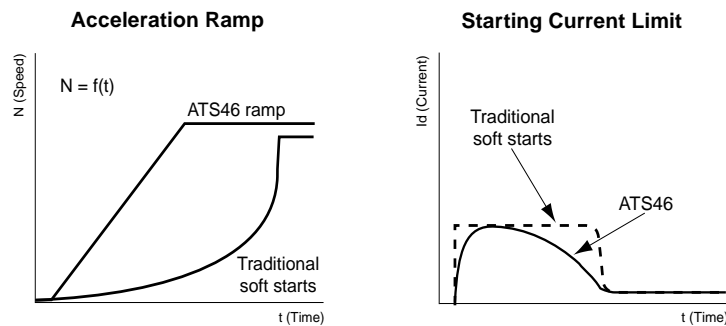 Acceleration Ramp
N (Speed)
N = f(t)
ATS46 ramp
Traditional
soft starts
t (Time)
Starting Current Limit
Id (Current)
Traditional
soft starts
ATS46
t (Time)